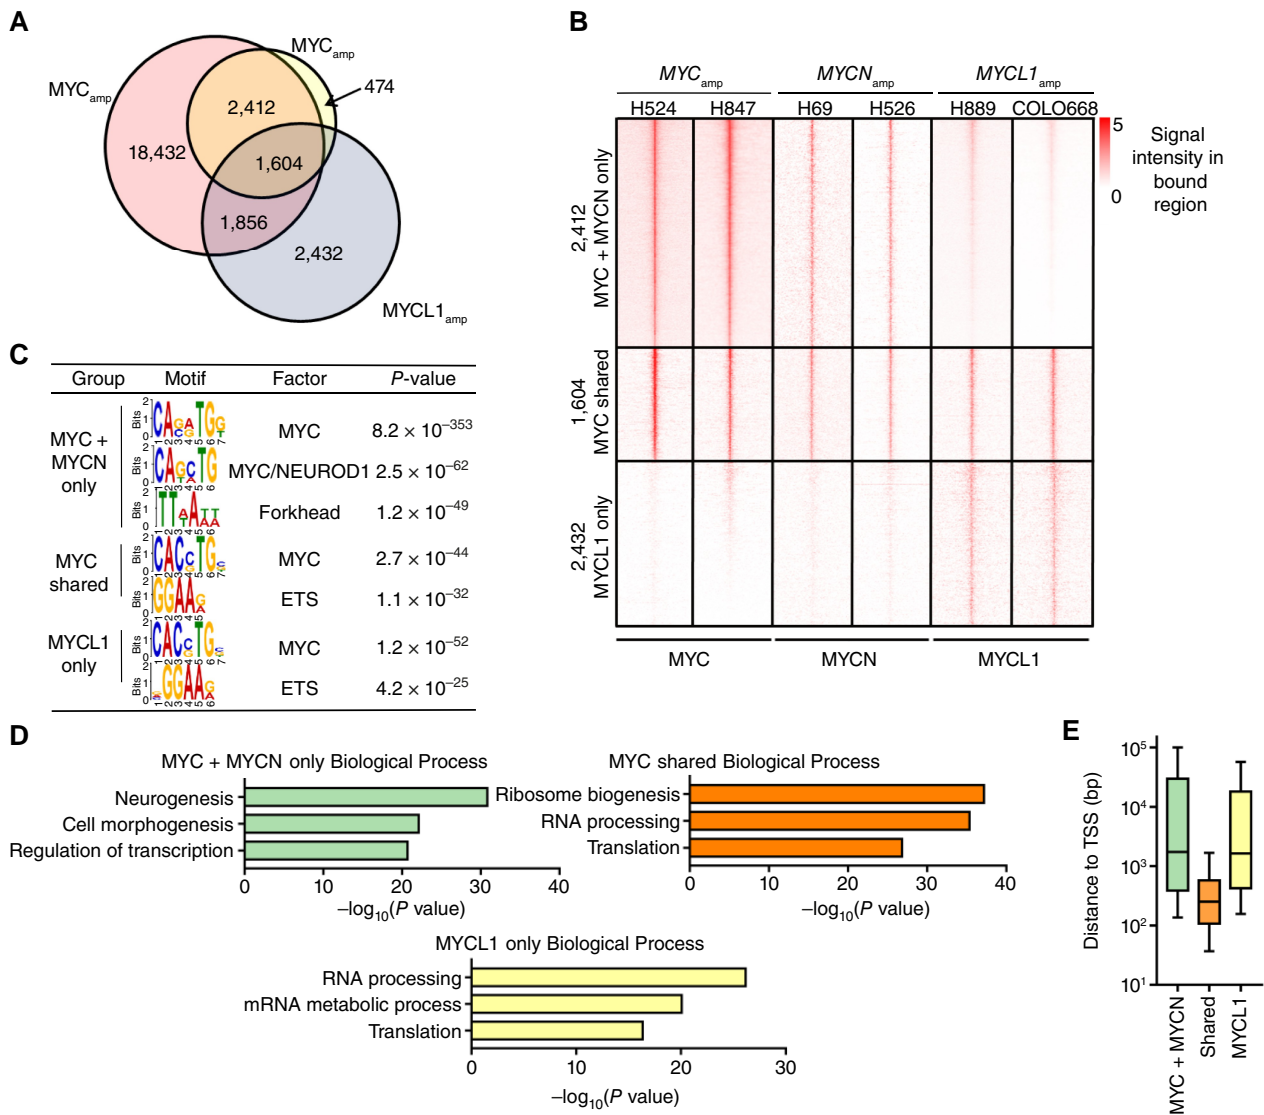 A
MYCamp
MYCamp
474
2,412
18,432
1,604
1,856
2,432
MYCL1amp
B
MYCamp MYCNamp MYCL1amp
H524 H847 H69 H526 H889 COLO668
5
0
Signal
intensity in
bound
region
2,412
MYC + MYCN only
1,604
MYC shared
2,432
MYCL1 only
MYC MYCN MYCL1
C
Group Motif Factor P-value
MYC +
MYCN
only
MYC 8.2 × 10–353
MYC/NEUROD1 2.5 × 10–62
Forkhead 1.2 × 10–49
MYC
shared
MYC 2.7 × 10–44
ETS 1.1 × 10–32
MYCL1
only
MYC 1.2 × 10–52
ETS 4.2 × 10–25
D
MYC + MYCN only Biological Process
Neurogenesis
Cell morphogenesis
Regulation of transcription
0 10 20 30 40
–log10(P value)
MYC shared Biological Process
Ribosome biogenesis
RNA processing
Translation
0 10 20 30 40
–log10(P value)
MYCL1 only Biological Process
RNA processing
mRNA metabolic process
Translation
0 10 20 30
–log10(P value)
E
Distance to TSS (bp)
105
104
103
102
101
MYC + MYCN
Shared
MYCL1